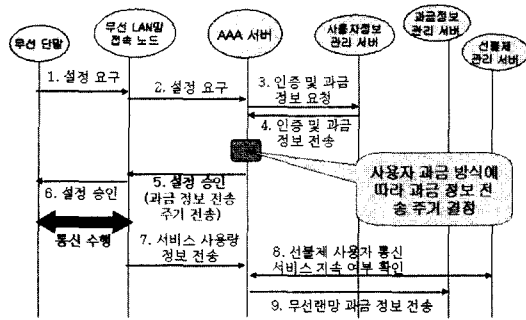 무선 단말
무선 LAN망
접속 노드
AAA 서버
사용자정보
관리 서버
과금정보
관리 서버
선불제
관리 서버
1. 설정 요구
2. 설정 요구
3. 인증 및 과금
정보 요청
4. 인증 및 과금
정보 전송
사용자 과금 방식에
따라 과금 정보 전
송 주기 결정
5. 설정 승인
(과금 정보 전송
주기 전송)
6. 설정 승인
통신 수행
7. 서비스 사용량
정보 전송
8. 선불제 사용자 통신
서비스 지속 여부 확인
9. 무선랜망 과금 정보 전송